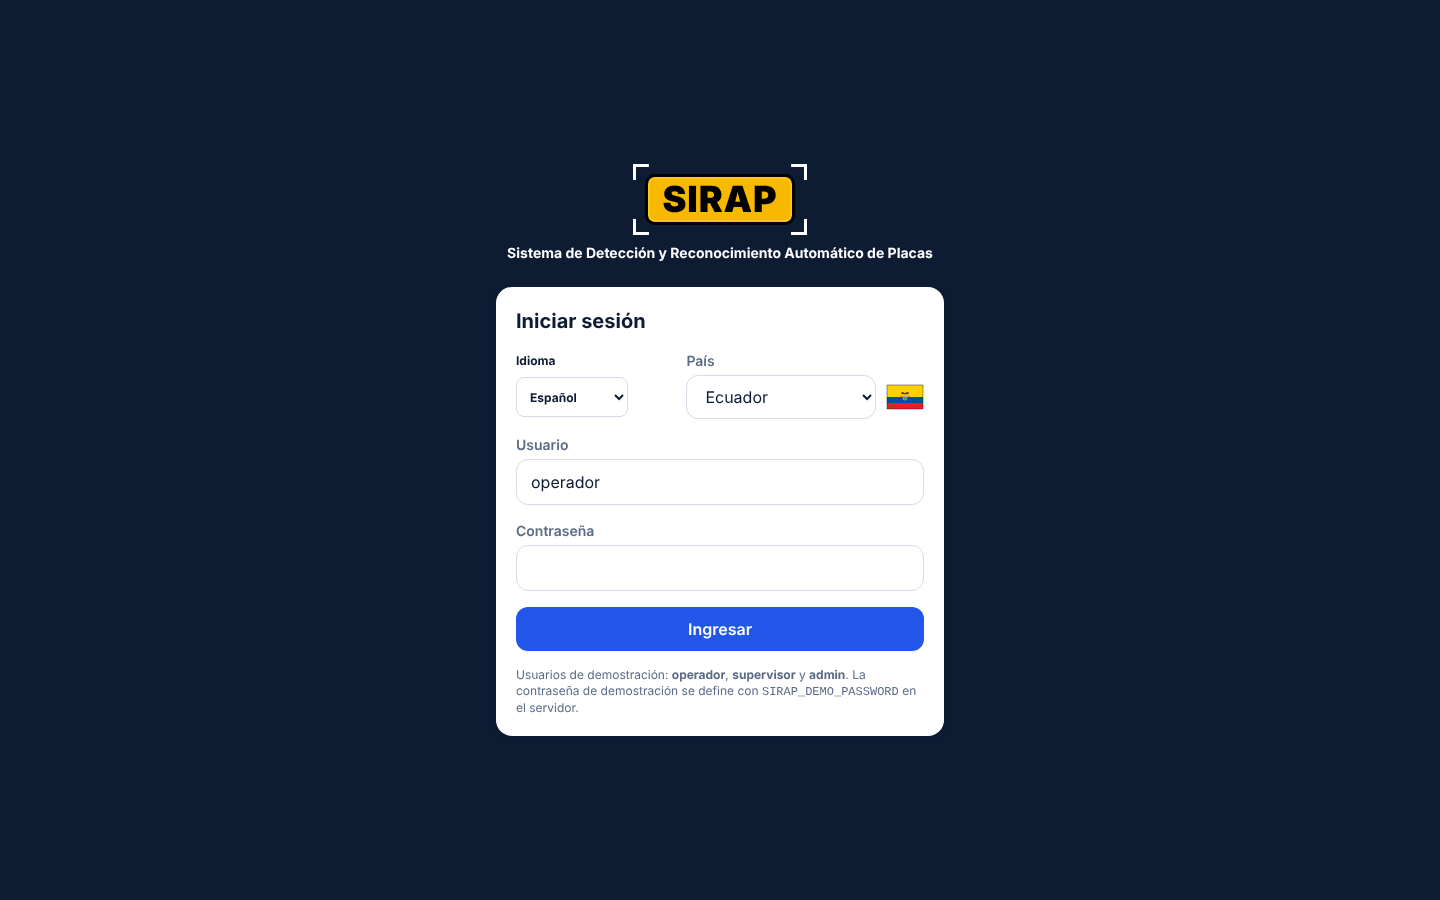 SIRAP
Sistema de Detección y Reconocimiento Automático de Placas
Iniciar sesión
Idioma
País
Español
Ecuador
Usuario
operador
Contraseña
Ingresar
Usuarios de demostración: operador, supervisor y admin. La
contraseña de demostración se define con SIRAP_DEMO_PASSWORD en
el servidor.